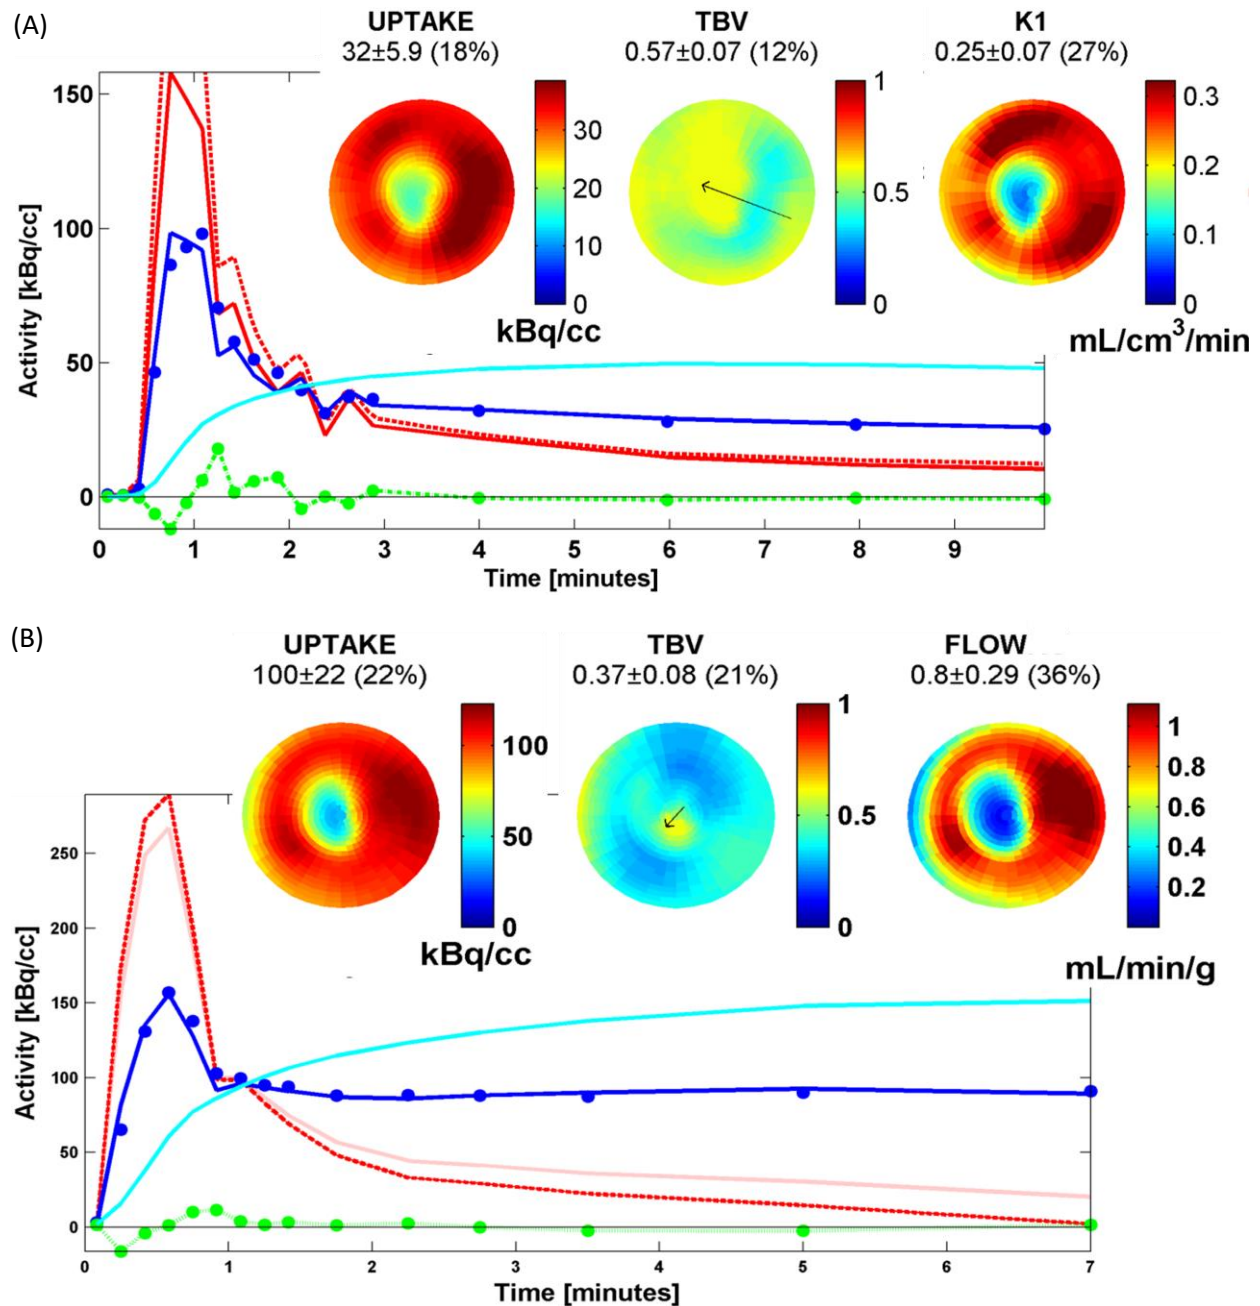 (A)
UPTAKE TBV K1
32±5.9 (18%) 0.57±0.07 (12%) 0.25±0.07 (27%)
150
100
50
0
Activity [kBq/cc]
30
20
10
0
kBq/cc
1
0.5
0
0.3
0.2
0.1
0
mL/cm³/min
0 1 2 3 4 5 6 7 8 9
Time [minutes]
(B)
UPTAKE TBV FLOW
100±22 (22%) 0.37±0.08 (21%) 0.8±0.29 (36%)
250
200
150
100
50
0
Activity [kBq/cc]
100
50
0
kBq/cc
1
0.5
0
1
0.8
0.6
0.4
0.2
mL/min/g
0 1 2 3 4 5 6 7
Time [minutes]